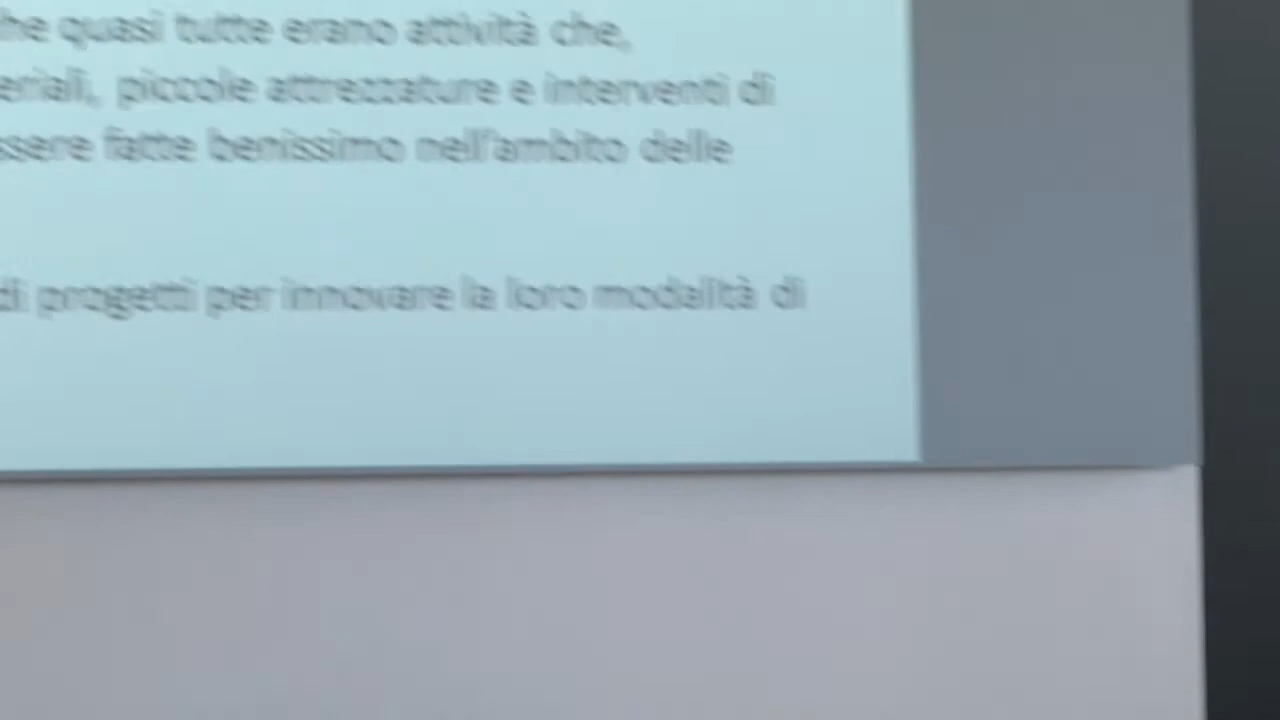 he quasi tutte erano attività che,
eriali, piccole attrezzature e interventi di
ssere fatte benissimo nell'ambito delle
di progetti per innovare la loro modalità di